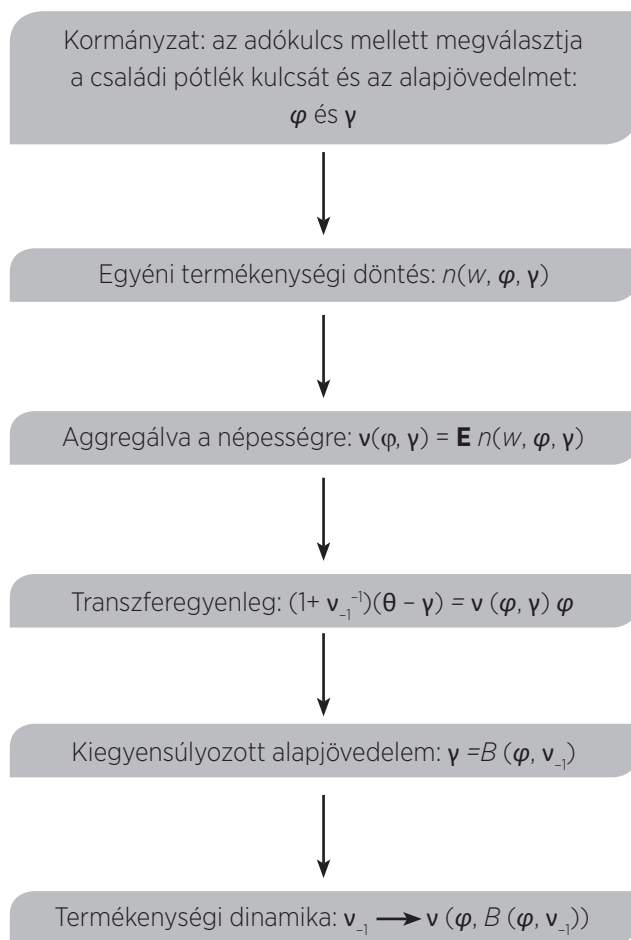 Kormányzat: az adókulcs mellett megválasztja
a családi pótlék kulcsát és az alapjövedelmet:
φ és γ
Egyéni termékenységi döntés: n(w, φ, γ)
Aggregálva a népességre: ν(φ, γ) = E n(w, φ, γ)
Transzferegyenleg: (1+ ν₋₁⁻¹)(θ – γ) = ν (φ, γ) φ
Kiegyensúlyozott alapjövedelem: γ =B (φ, ν₋₁)
Termékenységi dinamika: ν₋₁ → ν (φ, B (φ, ν₋₁))